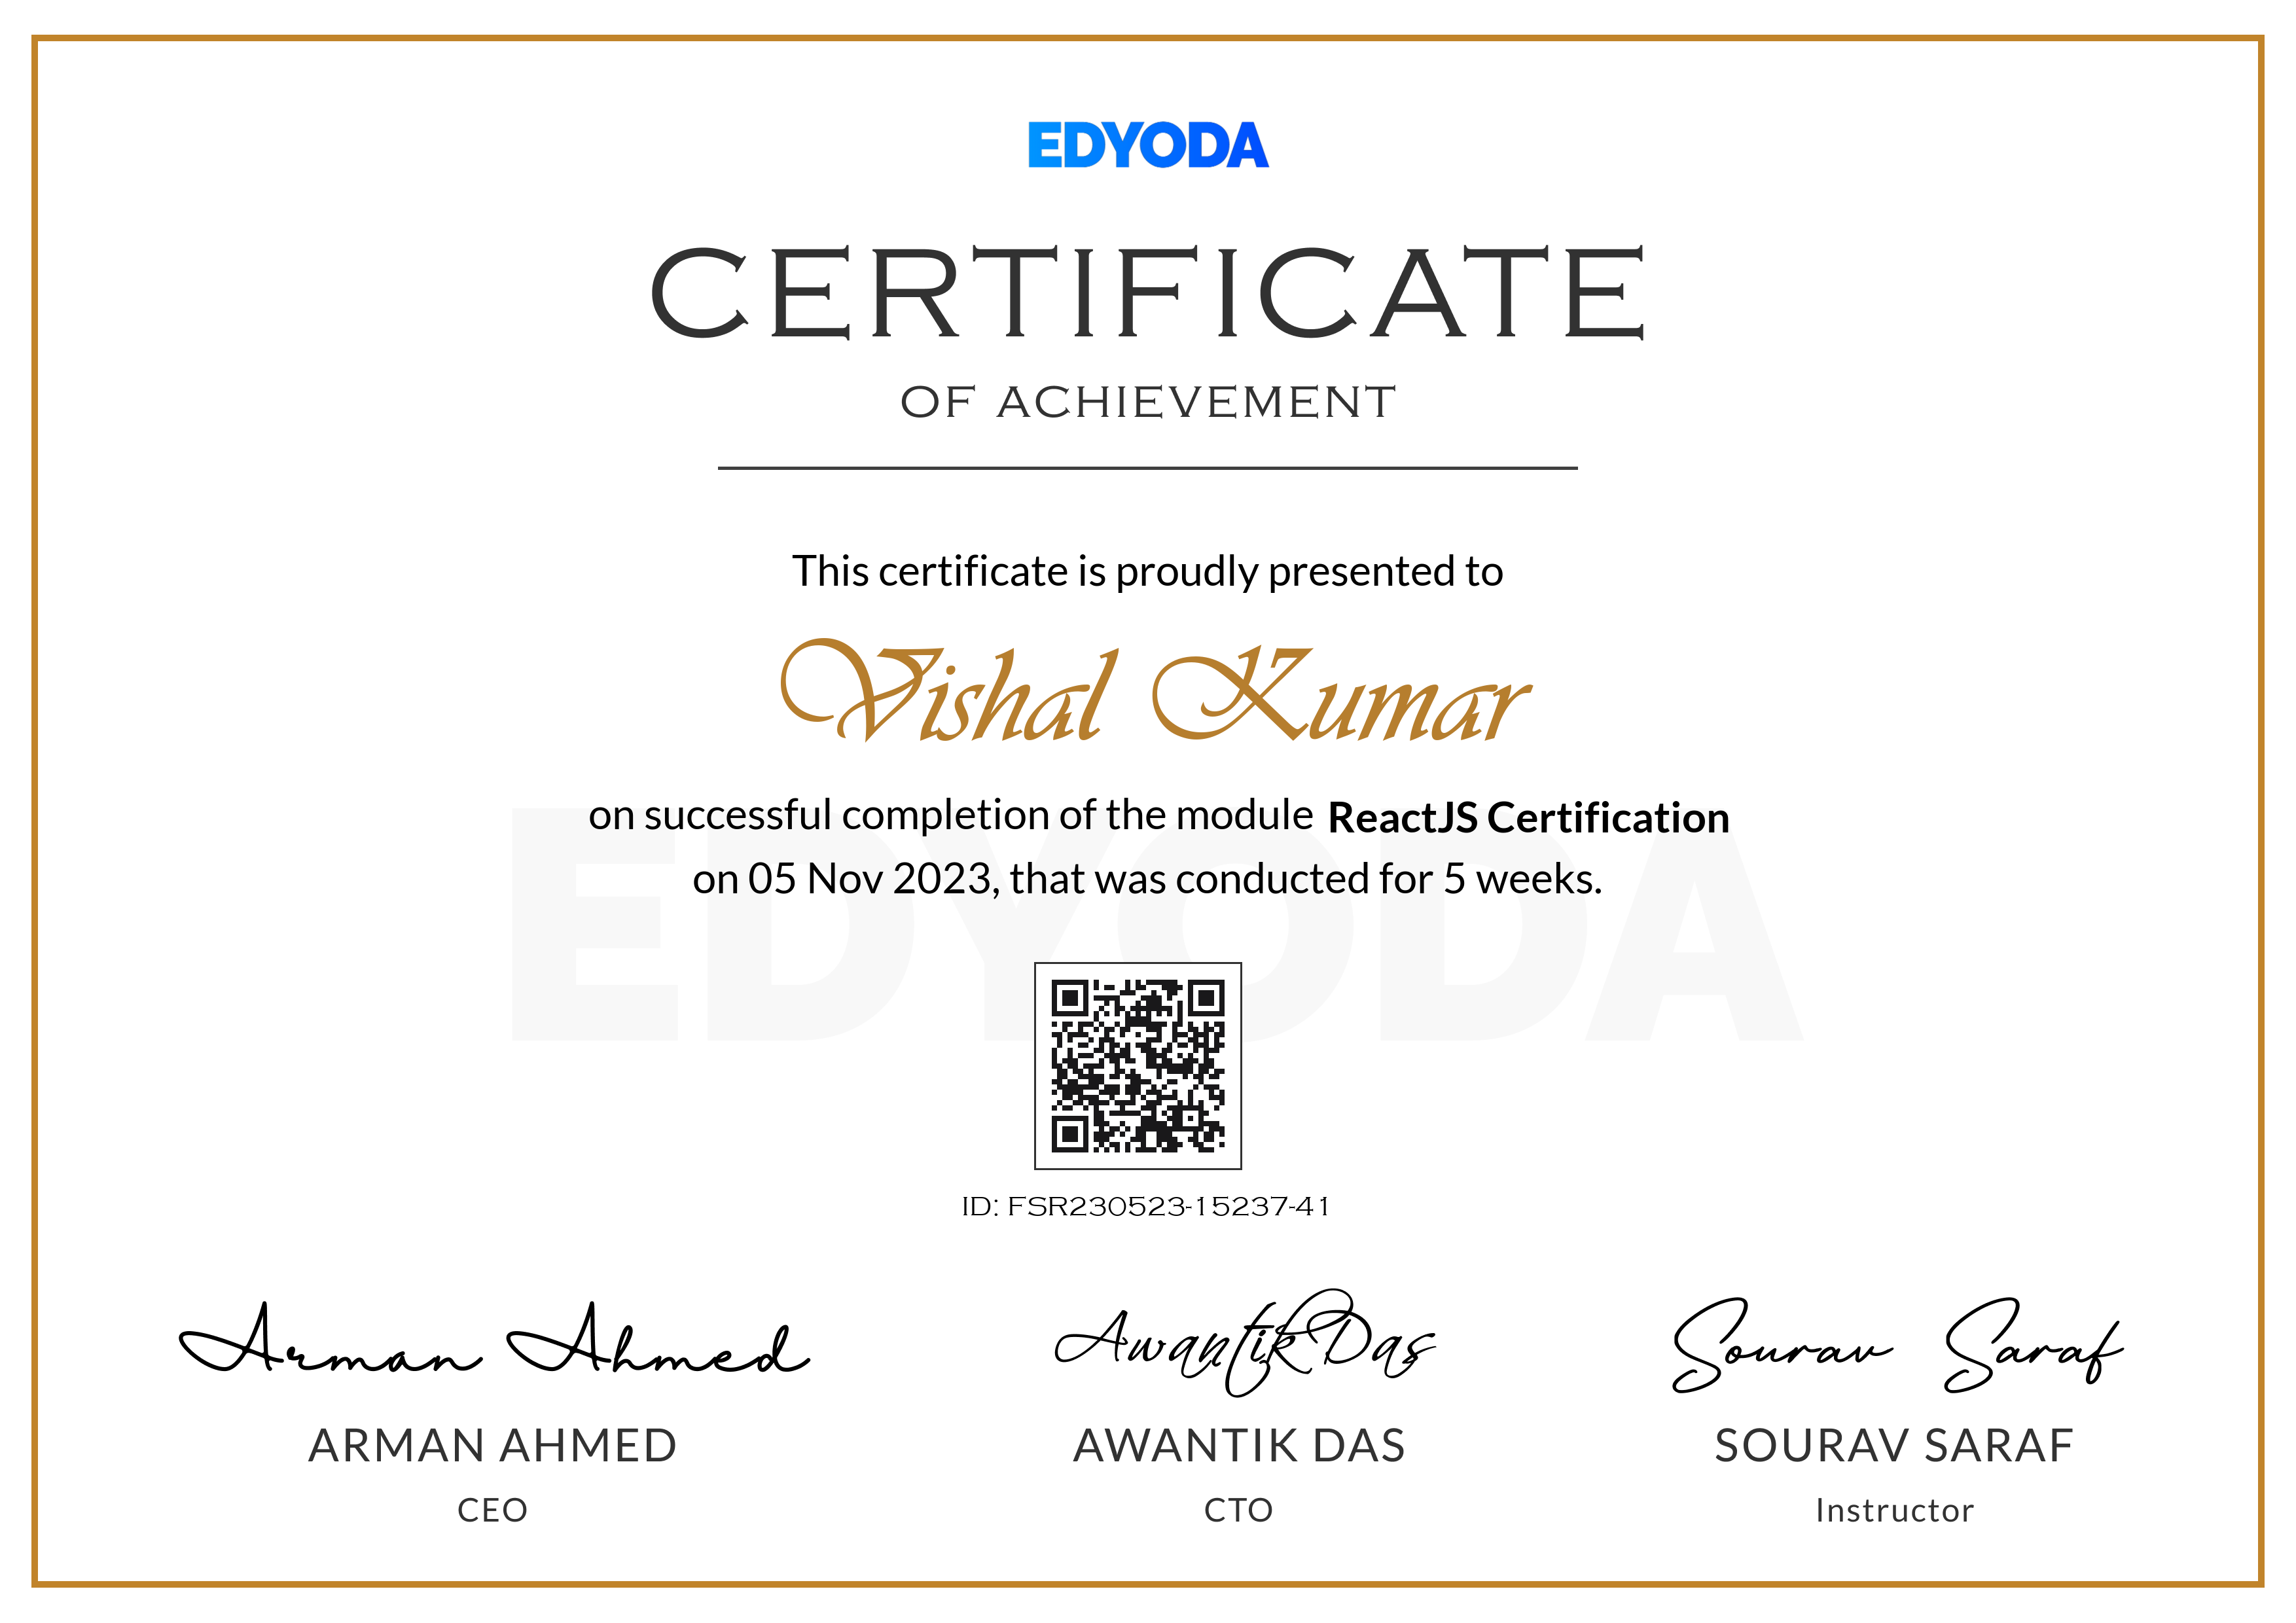 EDYODA
CERTIFICATE
OF ACHIEVEMENT
This certificate is proudly presented to
Vishal Kumar
on successful completion of the module ReactJS Certification
on 05 Nov 2023, that was conducted for 5 weeks.
EDYODA
ID: FSR230523-15237-41
Arman Ahmed
AwantikDas
Sourav Saraf
ARMAN AHMED
AWANTIK DAS
SOURAV SARAF
CEO
CTO
Instructor